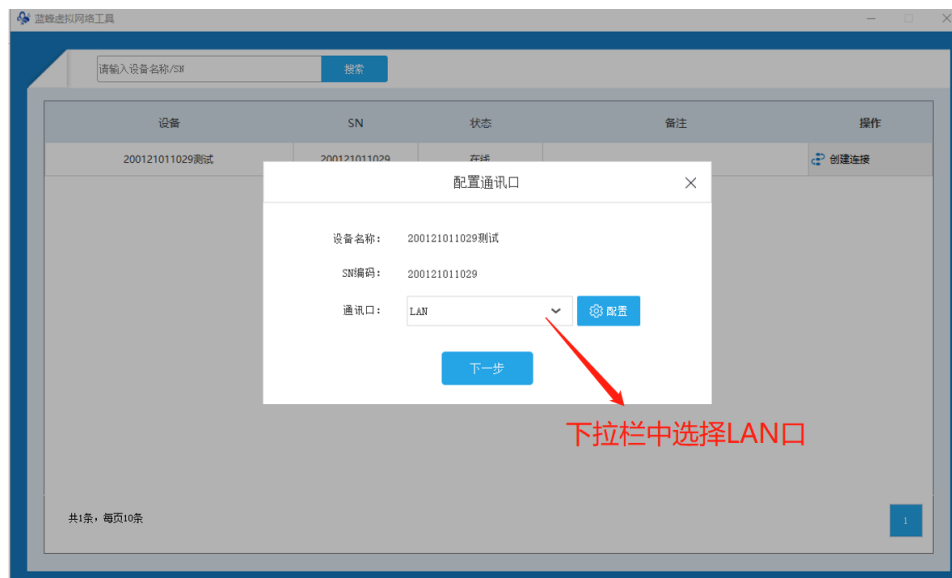 蓝蜂虚拟网络工具
请输入设备名称/SN 搜索
设备 SN 状态 备注 操作
200121011029测试 200121011029 在线 创建连接
配置通讯口
设备名称： 200121011029测试
SN编码： 200121011029
通讯口： LAN 配置
下一步
下拉栏中选择LAN口
共1条，每页10条 1